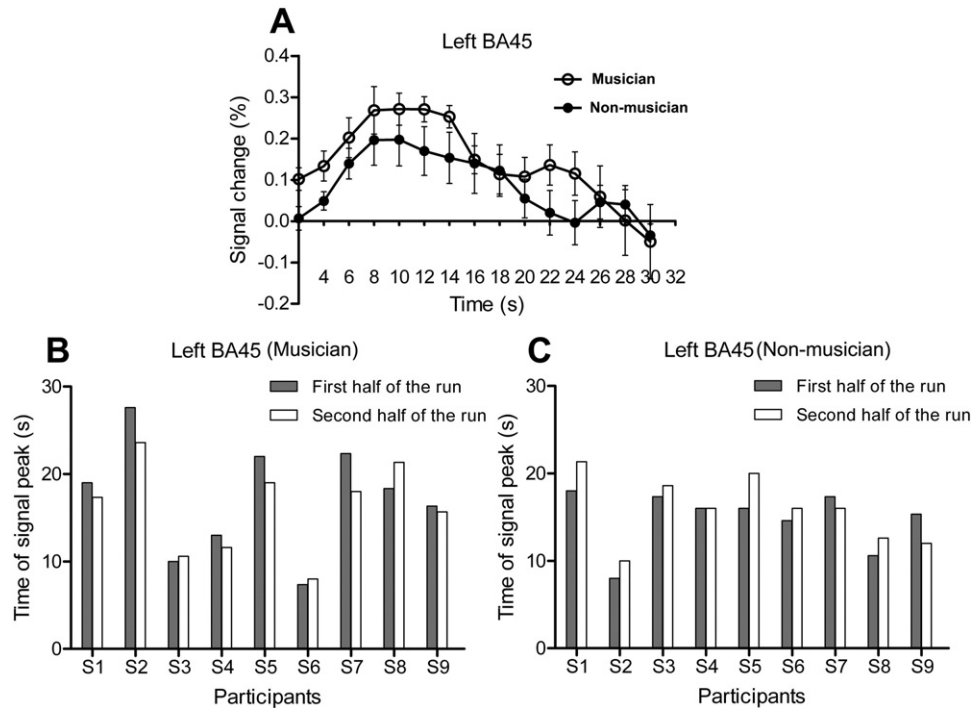 A
Left BA45
Signal change (%)
0.4
0.3
0.2
0.1
0.0
-0.1
-0.2
Musician
Non-musician
4 6 8 10 12 14 16 18 20 22 24 26 28 30 32
Time (s)
B
Left BA45 (Musician)
First half of the run
Second half of the run
Time of signal peak (s)
30
20
10
0
S1 S2 S3 S4 S5 S6 S7 S8 S9
Participants
C
Left BA45 (Non-musician)
First half of the run
Second half of the run
Time of signal peak (s)
30
20
10
0
S1 S2 S3 S4 S5 S6 S7 S8 S9
Participants